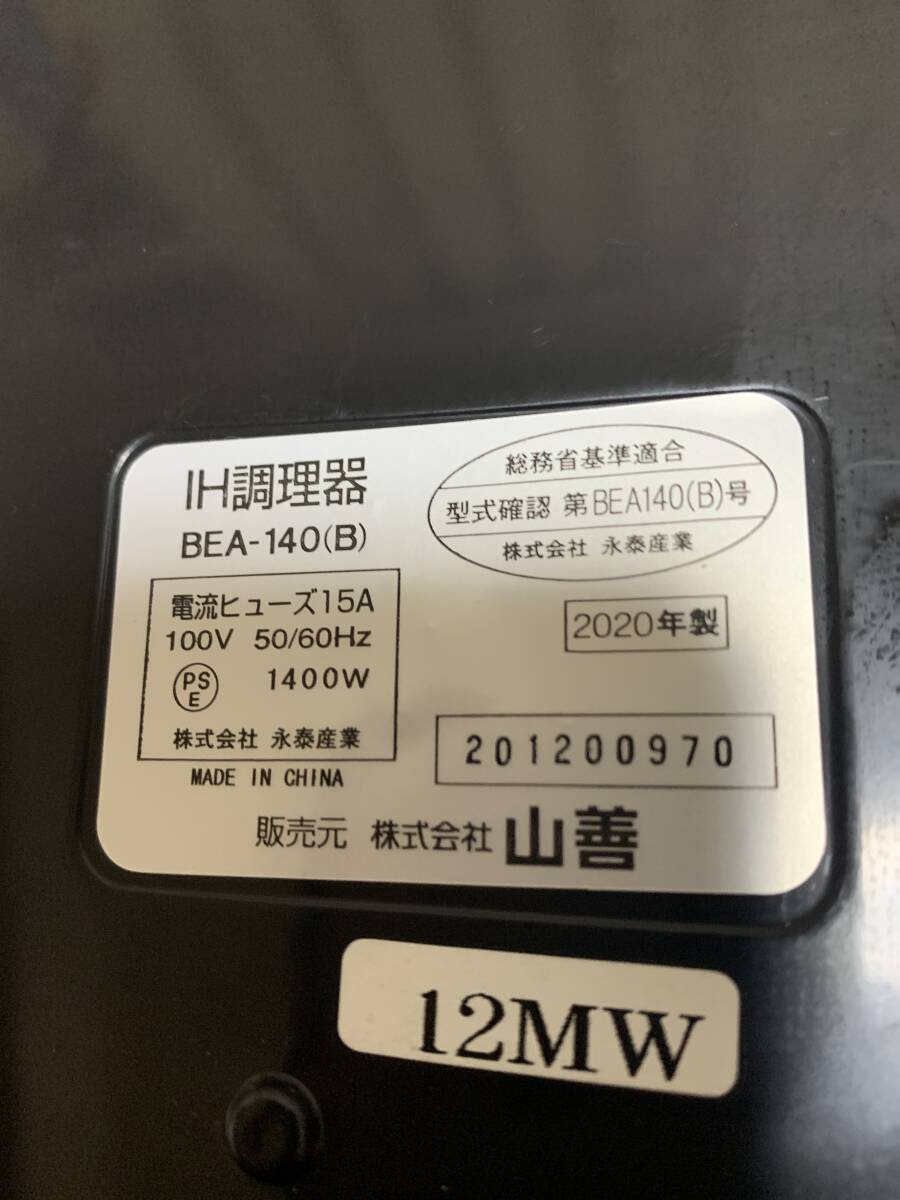 IH調理器
BEA-140(B)
総務省基準適合
型式確認 第BEA140(B)号
株式会社 永泰産業
電流ヒューズ15A
100V 50/60Hz
PSE 1400W
株式会社 永泰産業
MADE IN CHINA
2020年製
201200970
販売元 株式会社 山善
12MW